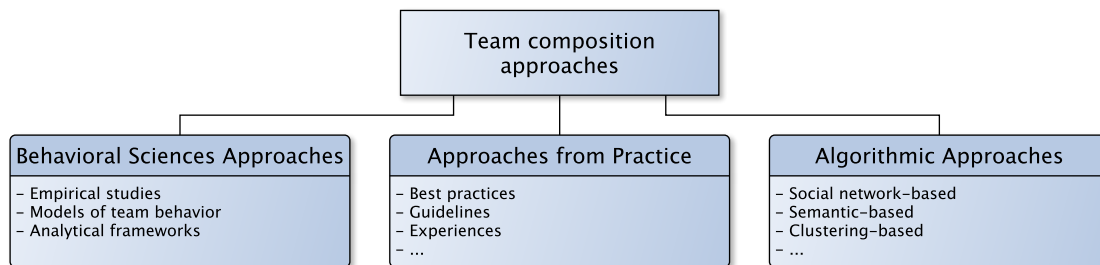 Team composition
approaches
Behavioral Sciences Approaches
- Empirical studies
- Models of team behavior
- Analytical frameworks
Approaches from Practice
- Best practices
- Guidelines
- Experiences
- ...
Algorithmic Approaches
- Social network-based
- Semantic-based
- Clustering-based
- ...